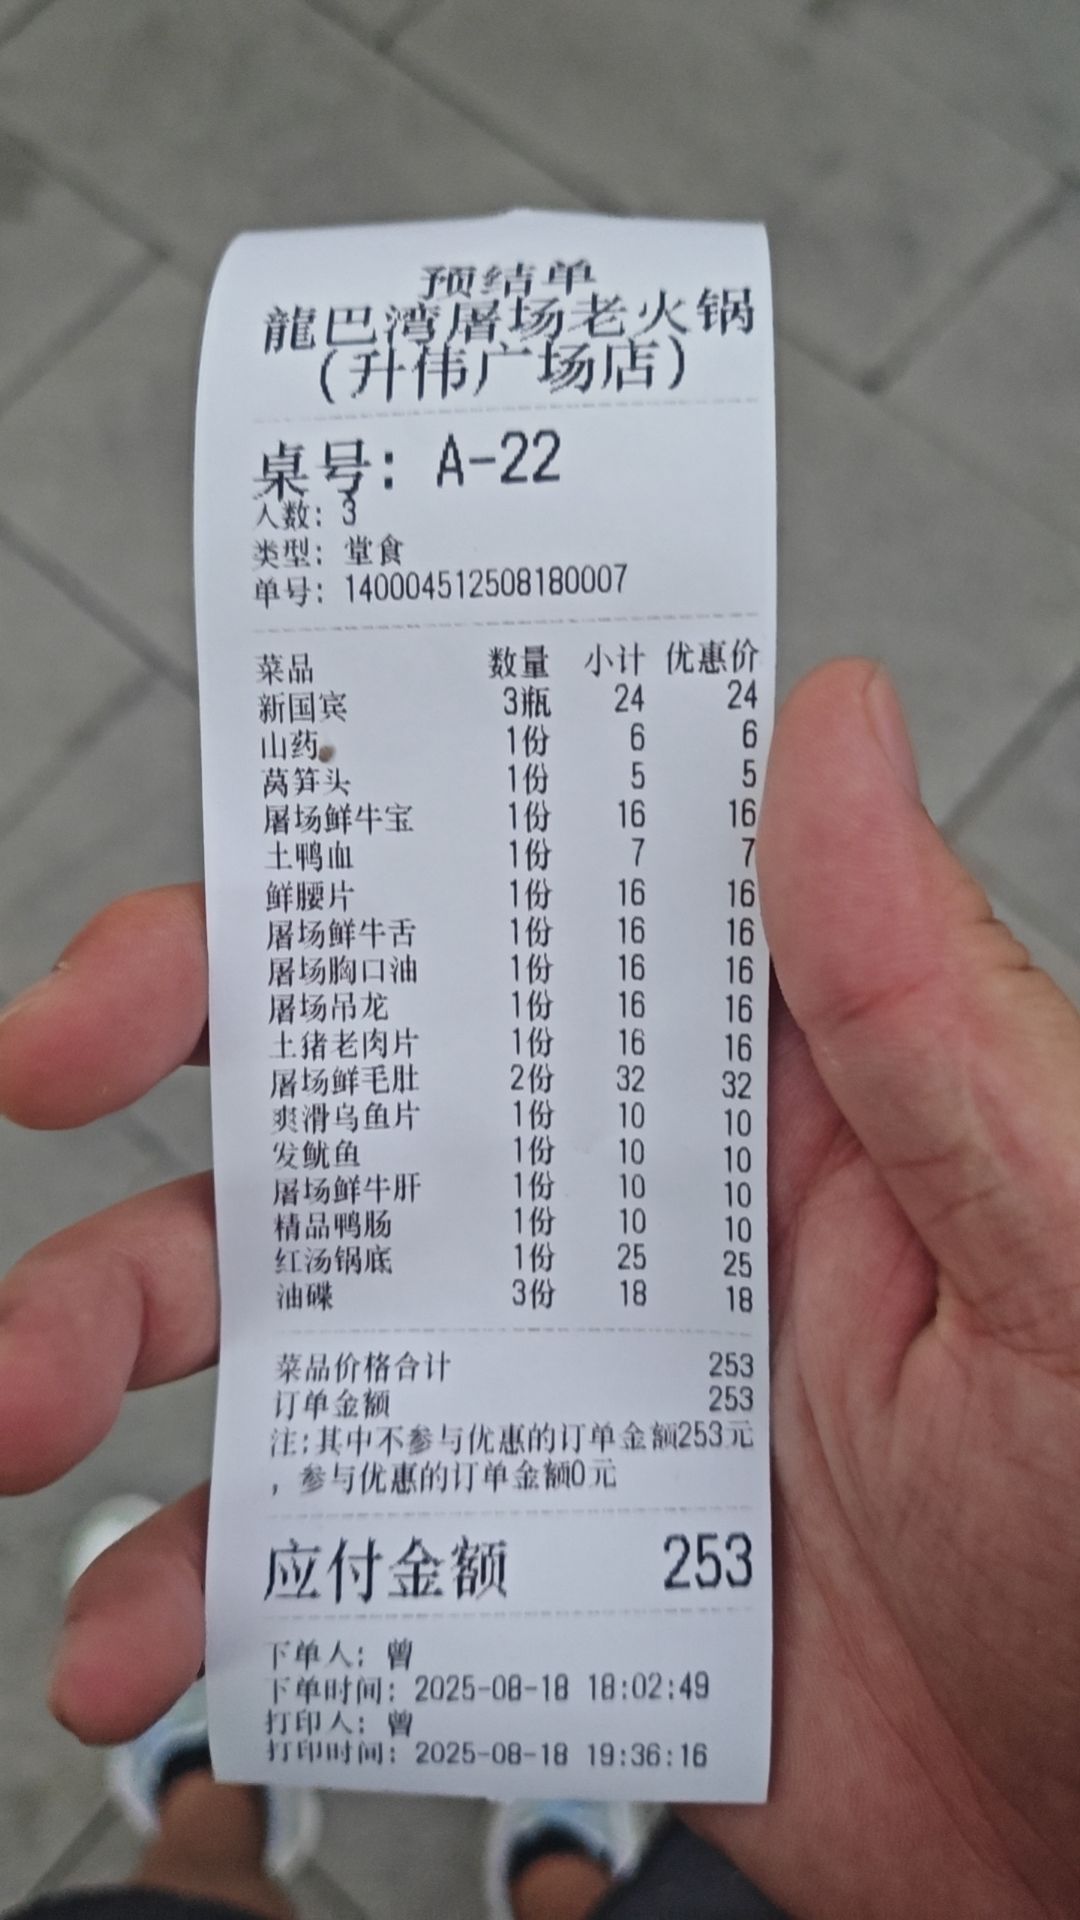 预结单
龍巴湾屠场老火锅
(升伟广场店)
桌号: A-22
人数: 3
类型: 堂食
单号: 140004512508180007
菜品 数量 小计 优惠价
新国宾 3瓶 24 24
山药 1份 6 6
莴笋头 1份 5 5
屠场鲜牛宝 1份 16 16
土鸭血 1份 7 7
鲜腰片 1份 16 16
屠场鲜牛舌 1份 16 16
屠场胸口油 1份 16 16
屠场吊龙 1份 16 16
土猪老肉片 1份 16 16
屠场鲜毛肚 2份 32 32
爽滑乌鱼片 1份 10 10
发鱿鱼 1份 10 10
屠场鲜牛肝 1份 10 10
精品鸭肠 1份 10 10
红汤锅底 1份 25 25
油碟 3份 18 18
菜品价格合计 253
订单金额 253
注:其中不参与优惠的订单金额253元
，参与优惠的订单金额0元
应付金额 253
下单人: 曾
下单时间: 2025-08-18 18:02:49
打印人: 曾
打印时间: 2025-08-18 19:36:16